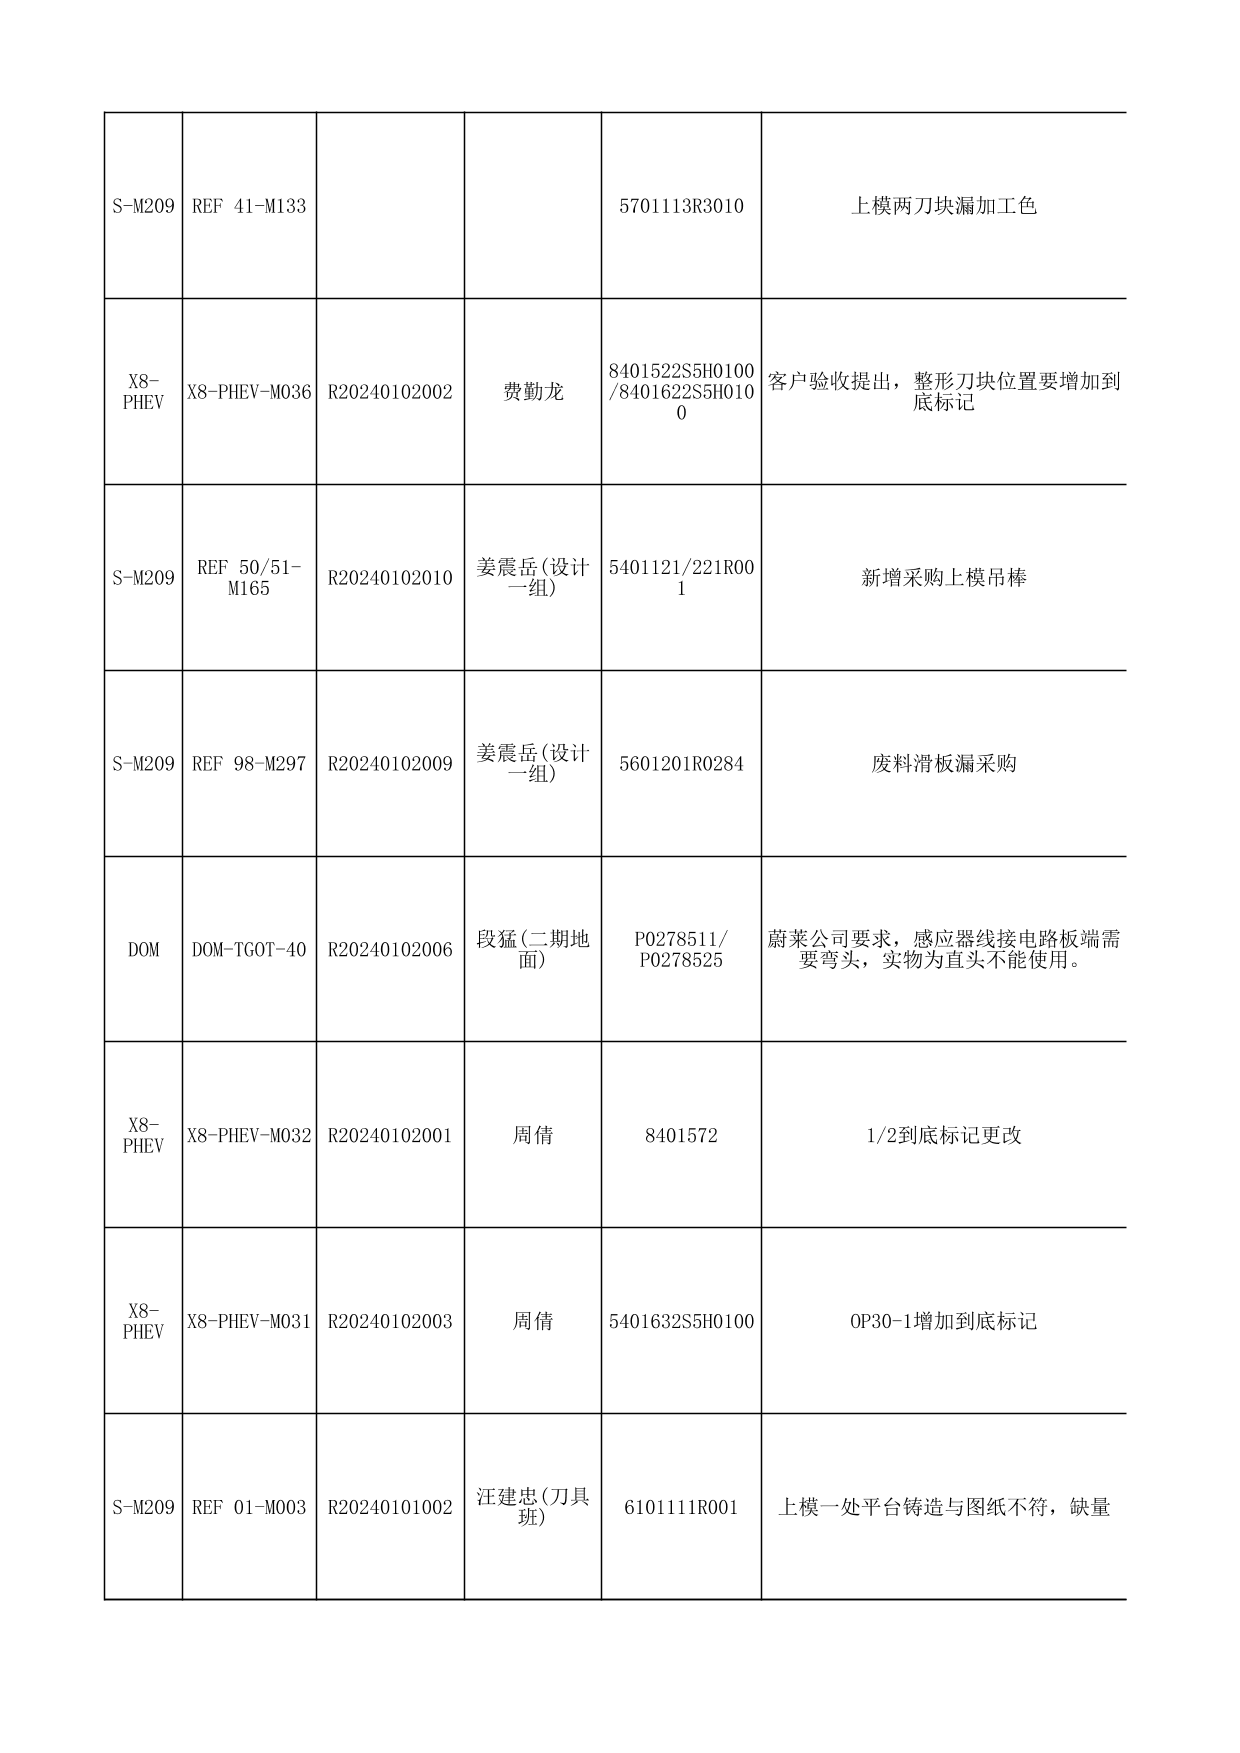 S-M209 REF 41-M133 5701113R3010 上模两刀块漏加工色
X8-
PHEV
X8-PHEV-M036 R20240102002 费勤龙
8401522S5H0100
/8401622S5H010
0
客户验收提出，整形刀块位置要增加到
底标记
S-M209
REF 50/51-
M165
R20240102010
姜震岳(设计
一组)
5401121/221R00
1
新增采购上模吊棒
S-M209 REF 98-M297 R20240102009
姜震岳(设计
一组)
5601201R0284 废料滑板漏采购
DOM DOM-TGOT-40 R20240102006
段猛(二期地
面)
P0278511/
P0278525
蔚莱公司要求，感应器线接电路板端需
要弯头，实物为直头不能使用。
X8-
PHEV
X8-PHEV-M032 R20240102001 周倩 8401572 1/2到底标记更改
X8-
PHEV
X8-PHEV-M031 R20240102003 周倩 5401632S5H0100 OP30-1增加到底标记
S-M209 REF 01-M003 R20240101002
汪建忠(刀具
班)
6101111R001 上模一处平台铸造与图纸不符，缺量